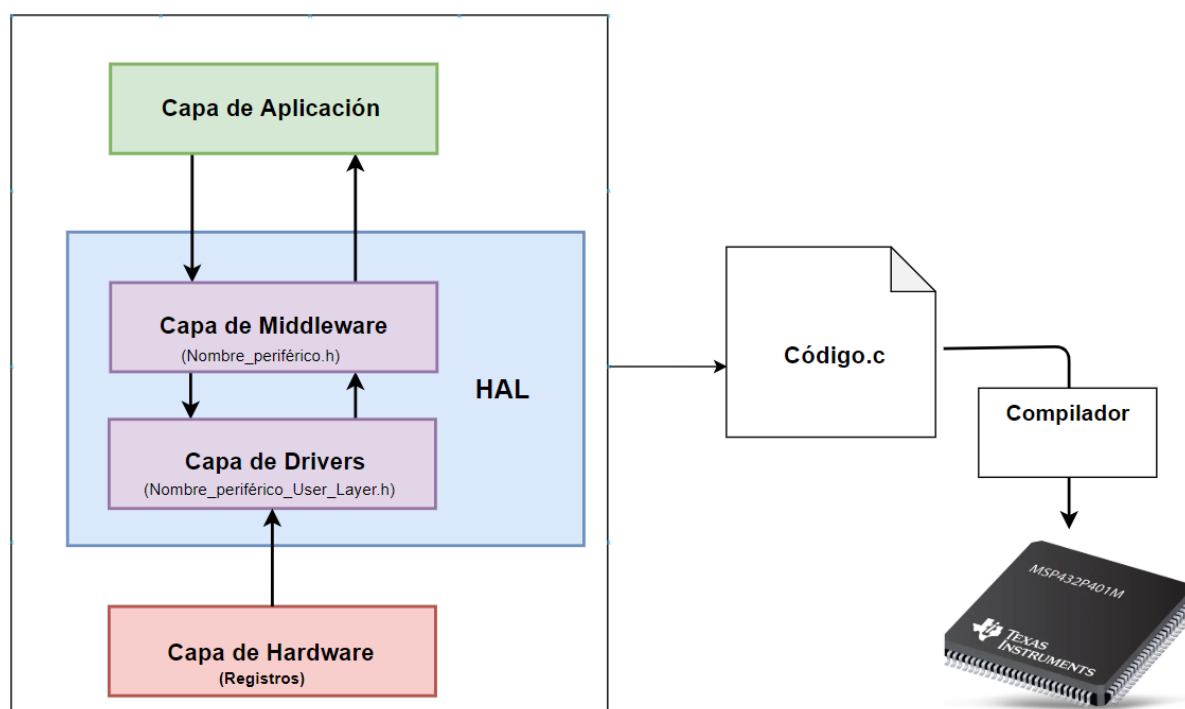 Capa de Aplicación
Capa de Middleware
(Nombre_periférico.h)
HAL
Capa de Drivers
(Nombre_periférico_User_Layer.h)
Capa de Hardware
(Registros)
Código.c
Compilador
MSP432P401M
TEXAS
INSTRUMENTS